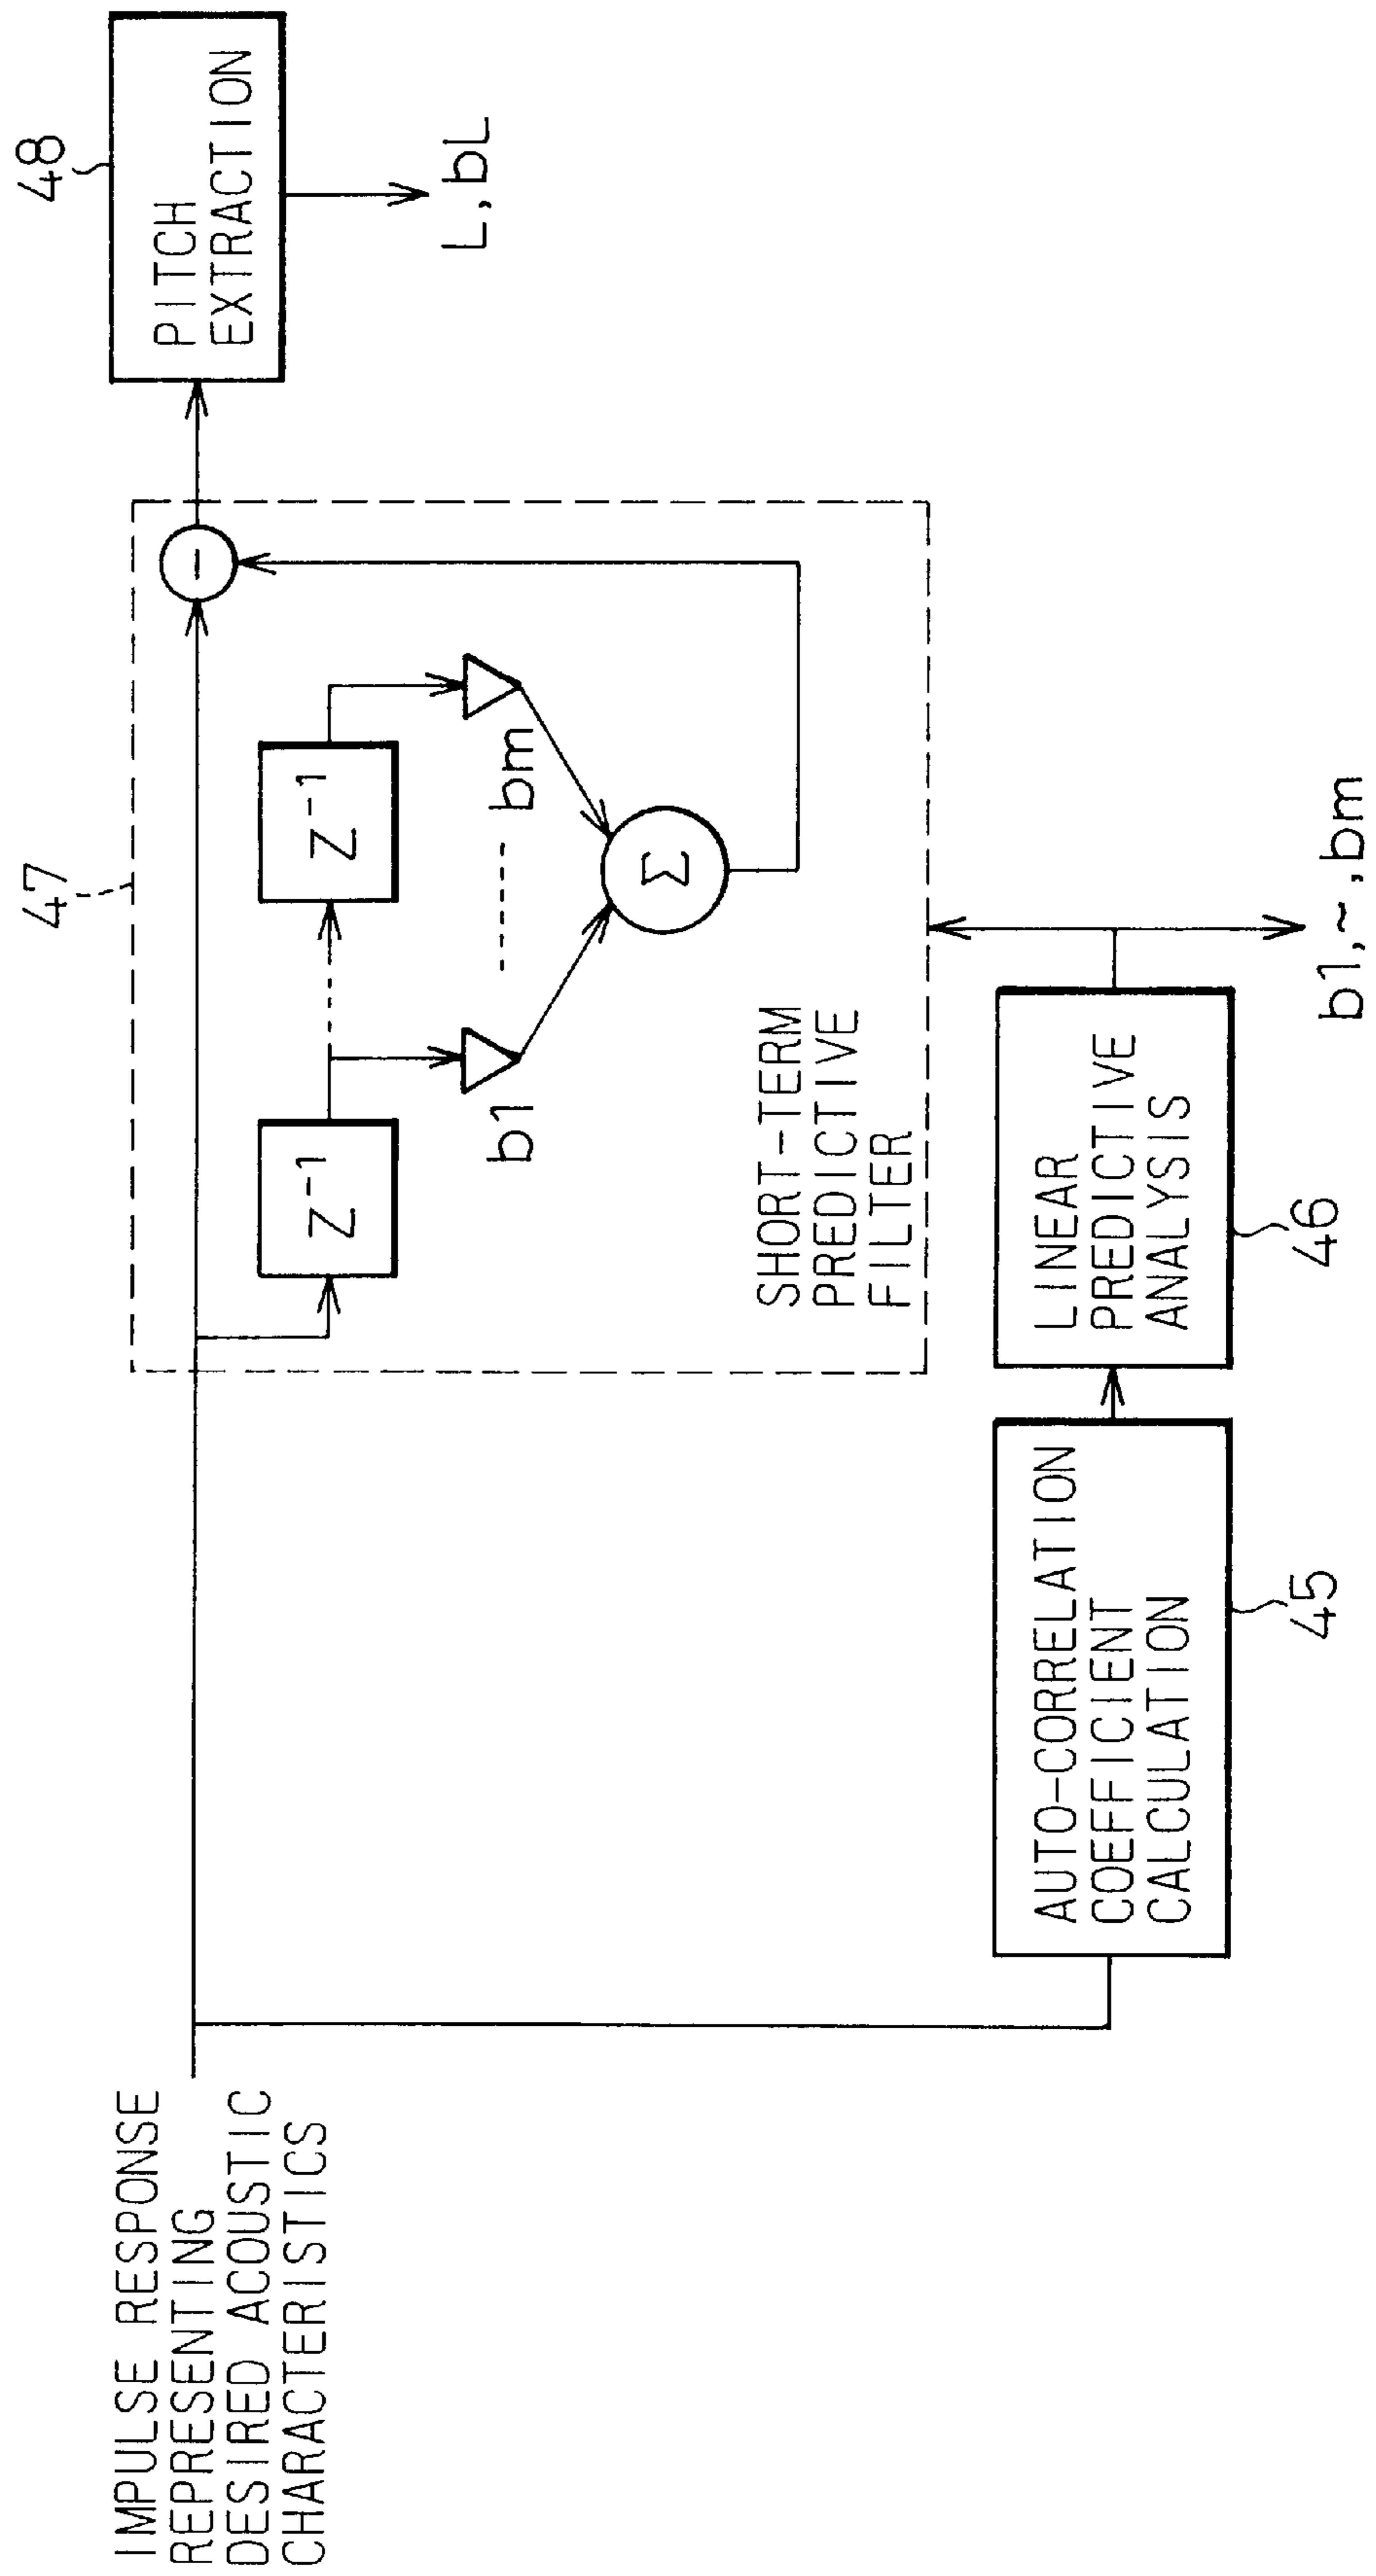 IMPULSE RESPONSE
REPRESENTING
DESIRED ACOUSTIC
CHARACTERISTICS
47
Z⁻¹
Z⁻¹
b1
bm
Σ
−
SHORT-TERM
PREDICTIVE
FILTER
48
PITCH
EXTRACTION
L, bL
AUTO-CORRELATION
COEFFICIENT
CALCULATION
45
LINEAR
PREDICTIVE
ANALYSIS
46
b1,~,bm